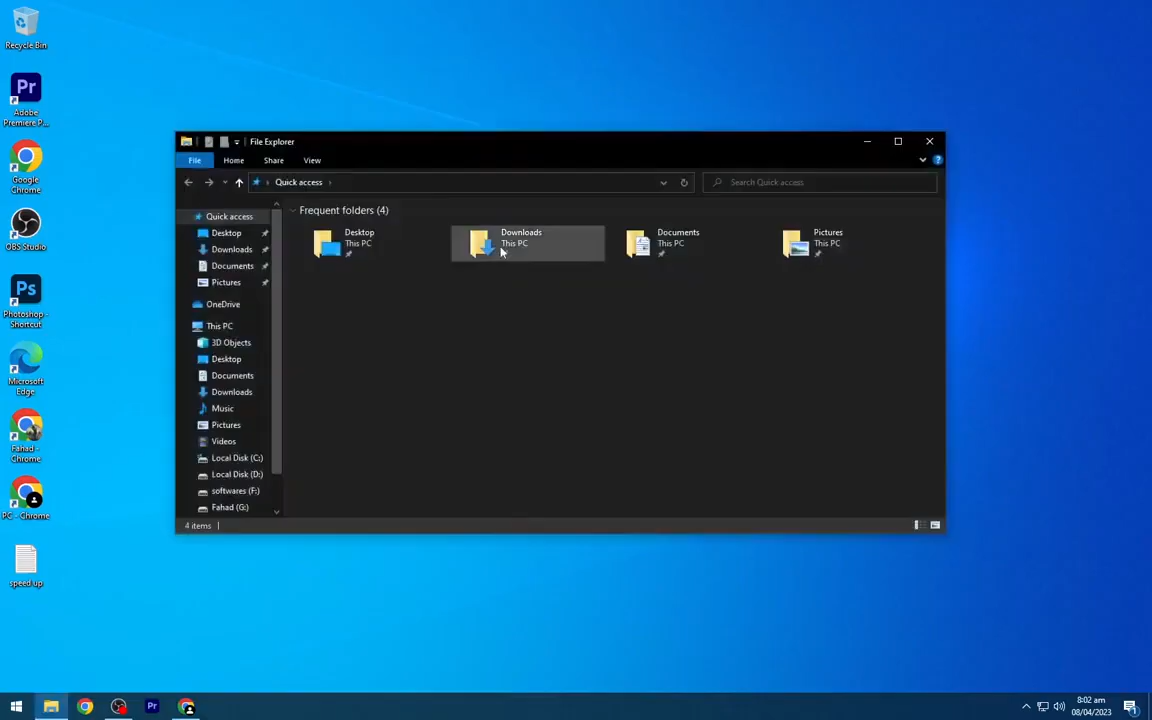 Recycle Bin
Pr
Adobe
Premiere P...
Google
Chrome
OBS Studio
Ps
Photoshop -
Shortcut
Microsoft
Edge
Fahad -
Chrome
PC - Chrome
speed up
File Explorer
File Home Share View
Quick access
Search Quick access
Quick access
Desktop
Downloads
Documents
Pictures
OneDrive
This PC
3D Objects
Desktop
Documents
Downloads
Music
Pictures
Videos
Local Disk (C:)
Local Disk (D:)
softwares (F:)
Fahad (G:)
Frequent folders (4)
Desktop
This PC
Downloads
This PC
Documents
This PC
Pictures
This PC
4 items
Pr
8:02 am
08/04/2023